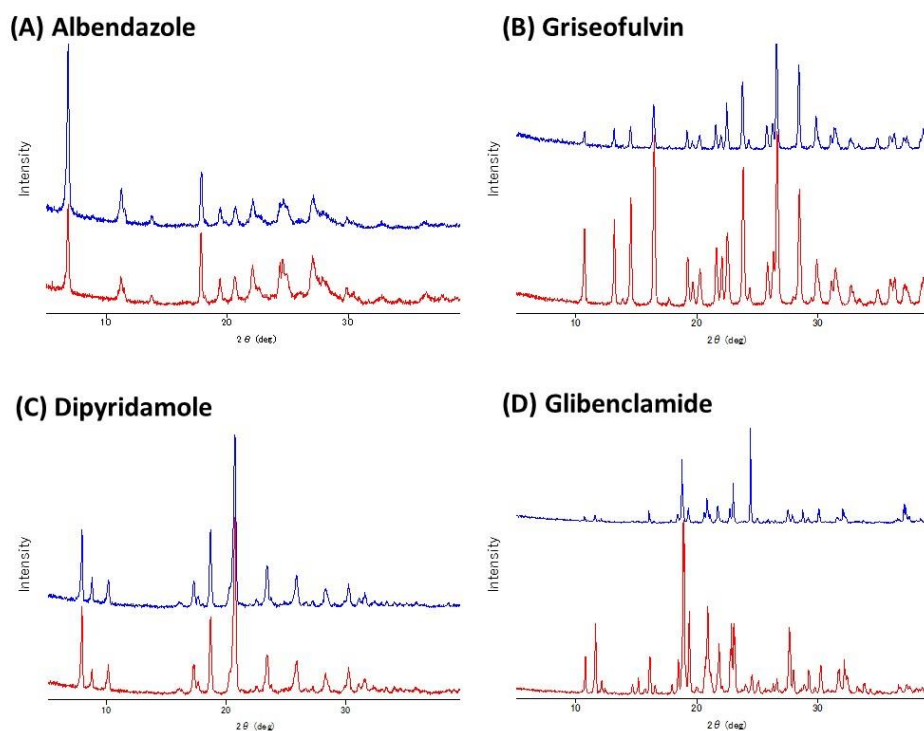 (A) Albendazole
Intensity
10
20
30
2θ (deg)
(B) Griseofulvin
Intensity
10
20
30
2θ (deg)
(C) Dipyridamole
Intensity
10
20
30
2θ (deg)
(D) Glibenclamide
Intensity
10
20
30
2θ (deg)